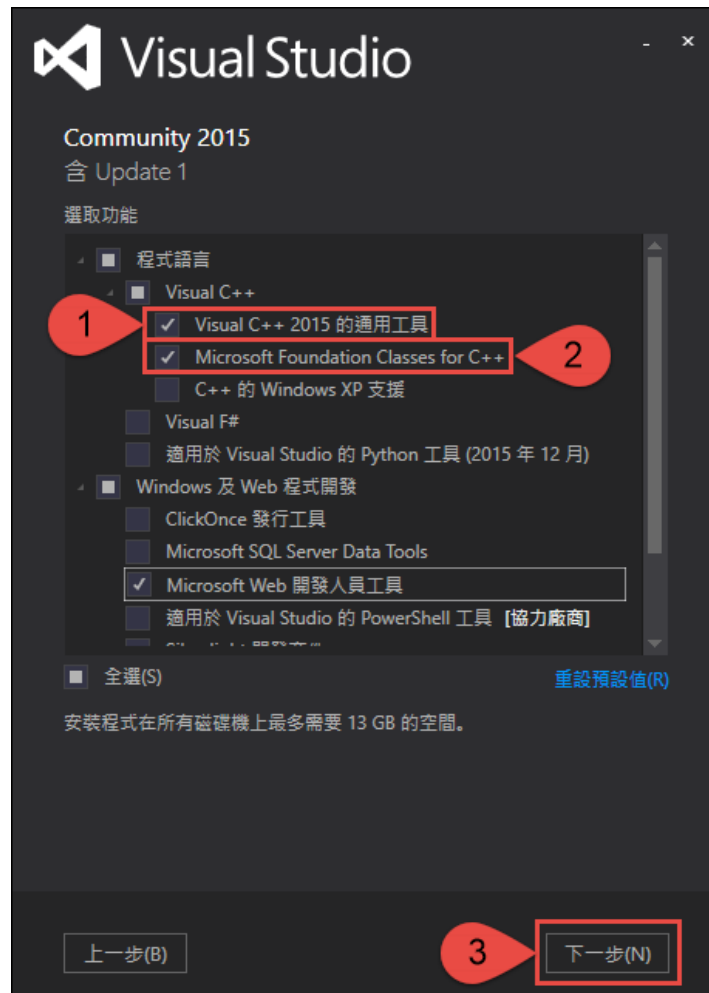 Visual Studio
Community 2015
含 Update 1
選取功能
程式語言
Visual C++
1
Visual C++ 2015 的通用工具
Microsoft Foundation Classes for C++
2
C++ 的 Windows XP 支援
Visual F#
適用於 Visual Studio 的 Python 工具 (2015 年 12 月)
Windows 及 Web 程式開發
ClickOnce 發行工具
Microsoft SQL Server Data Tools
Microsoft Web 開發人員工具
適用於 Visual Studio 的 PowerShell 工具 [協力廠商]
全選(S)
重設預設值(R)
安裝程式在所有磁碟機上最多需要 13 GB 的空間。
上一步(B)
3
下一步(N)